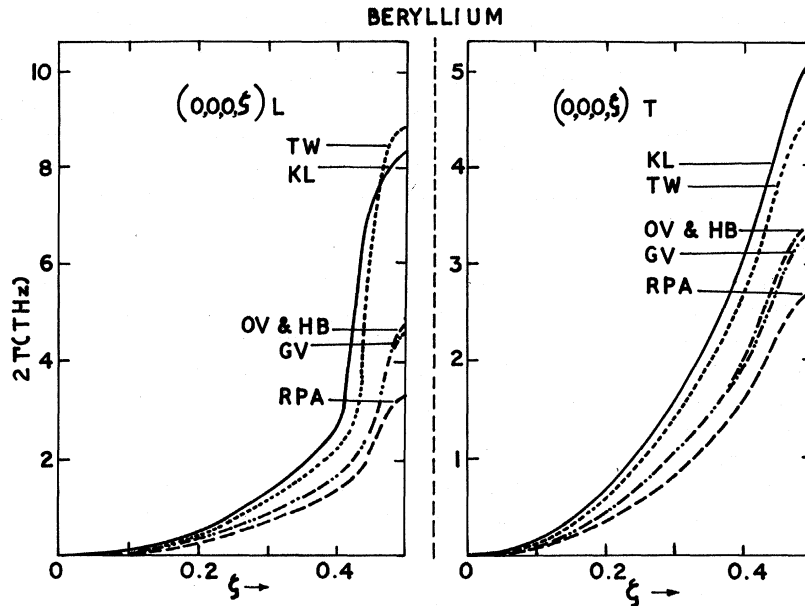 BERYLLIUM
(0,0,0,ξ) L
TW
KL
OV & HB
GV
RPA
2Γ(THz)
10
8
6
4
2
0
0.2
0.4
ξ→
(0,0,0,ξ) T
KL
TW
OV & HB
GV
RPA
5
4
3
2
1
0
0.2
0.4
ξ→